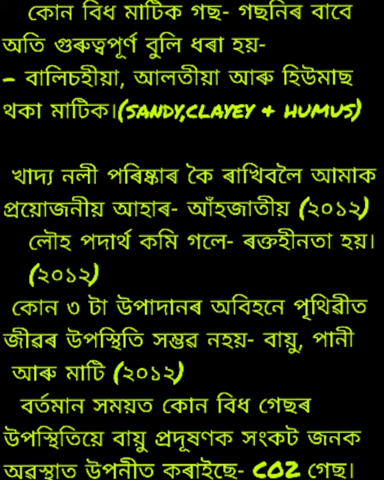 কোন বিধ মাটিক গছ- গছনিৰ বাবে
অতি গুৰুত্বপূৰ্ণ বুলি ধৰা হয়-
– বালিচহীয়া, আলতীয়া আৰু হিউমাছ
থকা মাটিক।(SANDY,CLAYEY & HUMUS)
খাদ্য নলী পৰিষ্কাৰ কৈ ৰাখিবলৈ আমাক
প্ৰয়োজনীয় আহাৰ- আঁহজাতীয় (২০১২)
লৌহ পদাৰ্থ কমি গলে- ৰক্তহীনতা হয়।
(২০১২)
কোন ৩ টা উপাদানৰ অবিহনে পৃথিৱীত
জীৱৰ উপস্থিতি সম্ভৱ নহয়- বায়ু, পানী
আৰু মাটি (২০১২)
বৰ্তমান সময়ত কোন বিধ গেছৰ
উপস্থিতিয়ে বায়ু প্ৰদূষণক সংকট জনক
অৱস্থাত উপনীত কৰাইছে- CO2 গেছ।